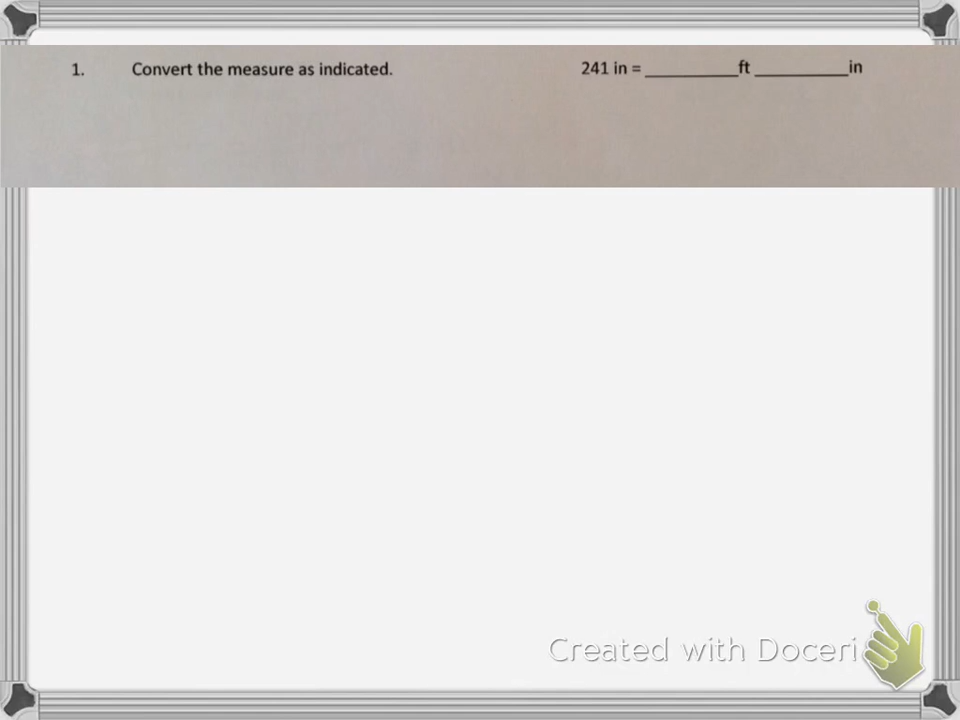 1. Convert the measure as indicated. 241 in = __________ft __________in
Created with Doceri